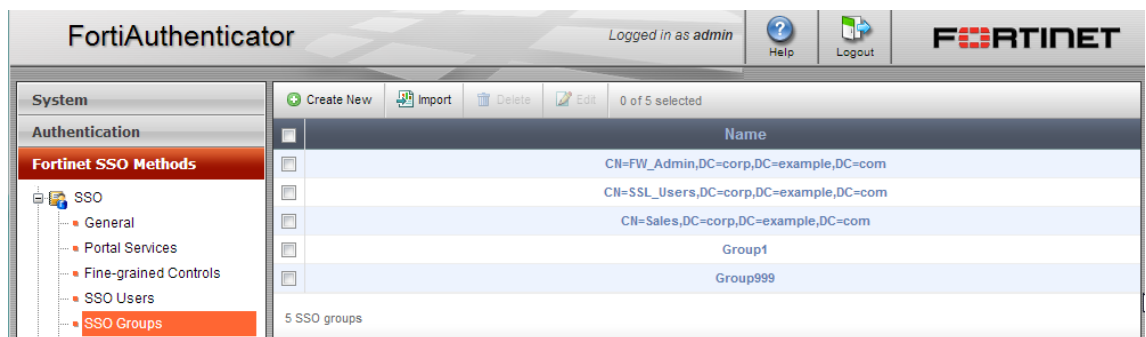 FortiAuthenticator
Logged in as admin
Help
Logout
FORTINET
System
Authentication
Fortinet SSO Methods
SSO
General
Portal Services
Fine-grained Controls
SSO Users
SSO Groups
Create New Import Delete Edit 0 of 5 selected
Name
CN=FW_Admin,DC=corp,DC=example,DC=com
CN=SSL_Users,DC=corp,DC=example,DC=com
CN=Sales,DC=corp,DC=example,DC=com
Group1
Group999
5 SSO groups